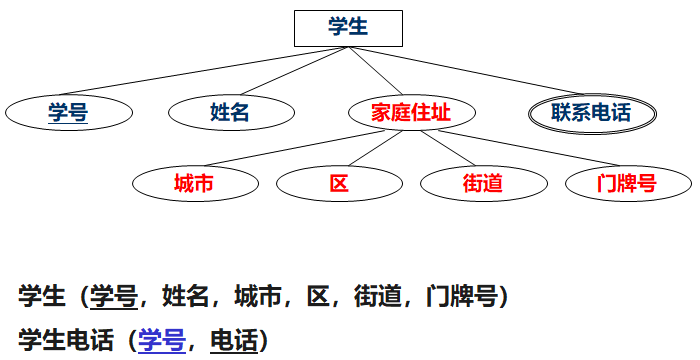 学生
学号 姓名 家庭住址 联系电话
城市 区 街道 门牌号
学生（学号，姓名，城市，区，街道，门牌号）
学生电话（学号，电话）